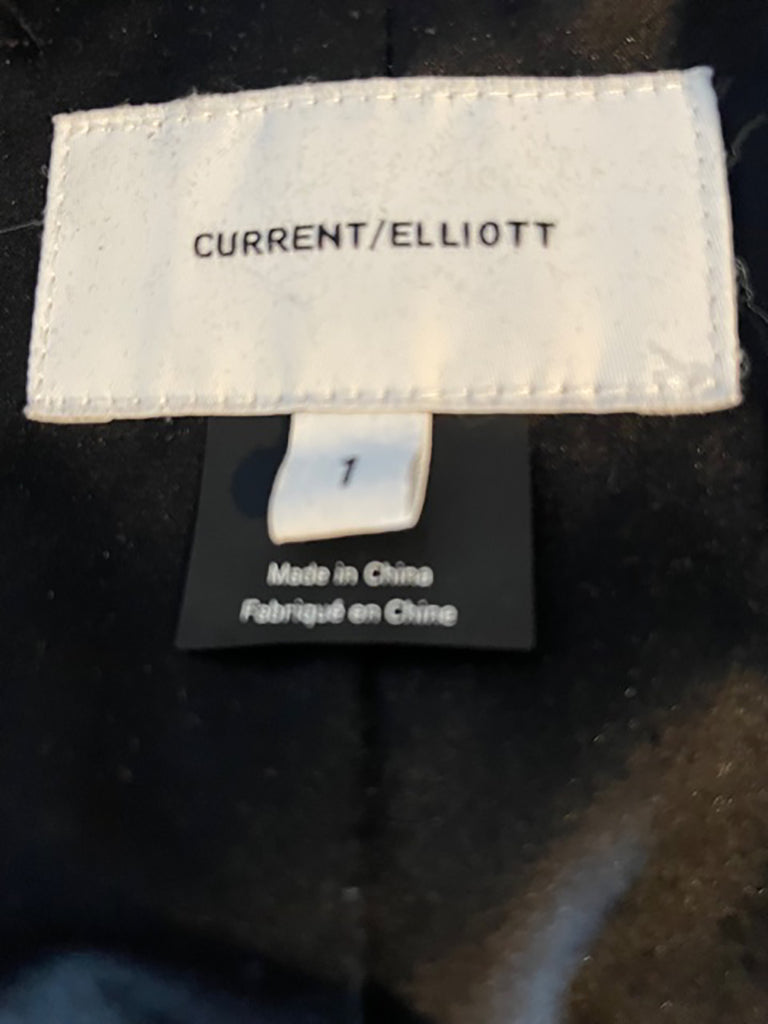 CURRENT/ELLIOTT
1
Made in China
Fabriqué en Chine